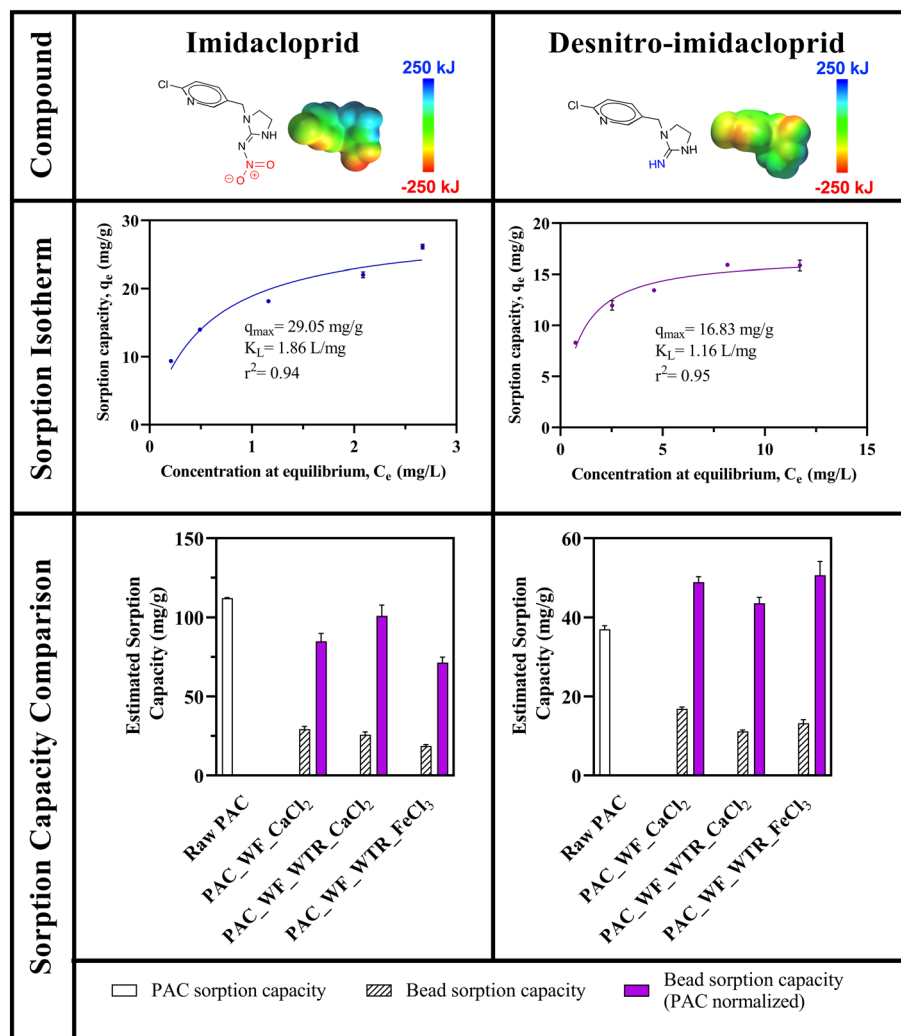 Compound
Imidacloprid
Cl
N
N
NH
N
N
O
O
⊖
⊕
250 kJ
-250 kJ
Desnitro-imidacloprid
Cl
N
N
NH
HN
250 kJ
-250 kJ
Sorption Isotherm
Sorption capacity, qₑ (mg/g)
30
20
10
0
qmax= 29.05 mg/g
KL= 1.86 L/mg
r²= 0.94
0 1 2 3
Concentration at equilibrium, Cₑ (mg/L)
Sorption capacity, qₑ (mg/g)
20
15
10
5
0
qmax= 16.83 mg/g
KL= 1.16 L/mg
r²= 0.95
0 5 10 15
Concentration at equilibrium, Cₑ (mg/L)
Sorption Capacity Comparison
Estimated Sorption
Capacity (mg/g)
150
100
50
0
Raw PAC
PAC_WF_CaCl₂
PAC_WF_WTR_CaCl₂
PAC_WF_WTR_FeCl₃
Estimated Sorption
Capacity (mg/g)
60
40
20
0
Raw PAC
PAC_WF_CaCl₂
PAC_WF_WTR_CaCl₂
PAC_WF_WTR_FeCl₃
PAC sorption capacity
Bead sorption capacity
Bead sorption capacity
(PAC normalized)